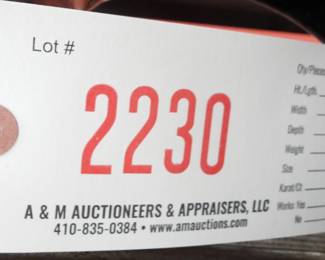 Lot #
2230
A & M AUCTIONEERS & APPRAISERS, LLC
410-835-0384 • www.amauctions.com
Qty/Pieces
Ht./Lgth.
Width
Depth
Weight
Size
Karat/Ct
Works: Yes
No